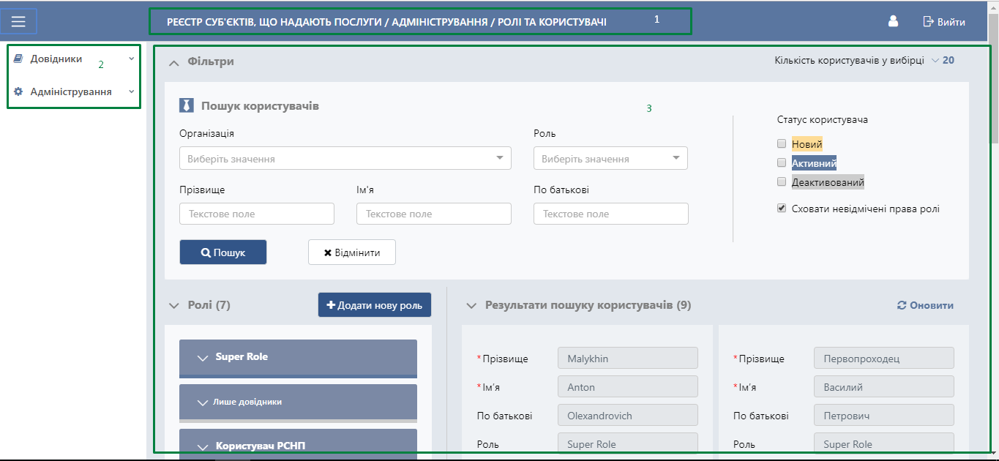 РЕЄСТР СУБ'ЄКТІВ, ЩО НАДАЮТЬ ПОСЛУГИ / АДМІНІСТРУВАННЯ / РОЛІ ТА КОРИСТУВАЧІ 1
Выйти
Довідники 2
Адміністрування
Фільтри
Кількість користувачів у вибірці 20
Пошук користувачів
3
Організація
Роль
Виберіть значення
Виберіть значення
Прізвище
Ім'я
По батькові
Текстове поле
Текстове поле
Текстове поле
Пошук
Відмінити
Статус користувача
Новий
Активний
Деактивований
Сховати невідмічені права ролі
Ролі (7)
Додати нову роль
Super Role
Лише довідники
Користувач РСНП
Результати пошуку користувачів (9)
Оновити
*Прізвище Malykhin
*Ім'я Anton
По батькові Olexandrovich
Роль Super Role
*Прізвище Первопроходец
*Ім'я Василий
По батькові Петрович
Роль Super Role